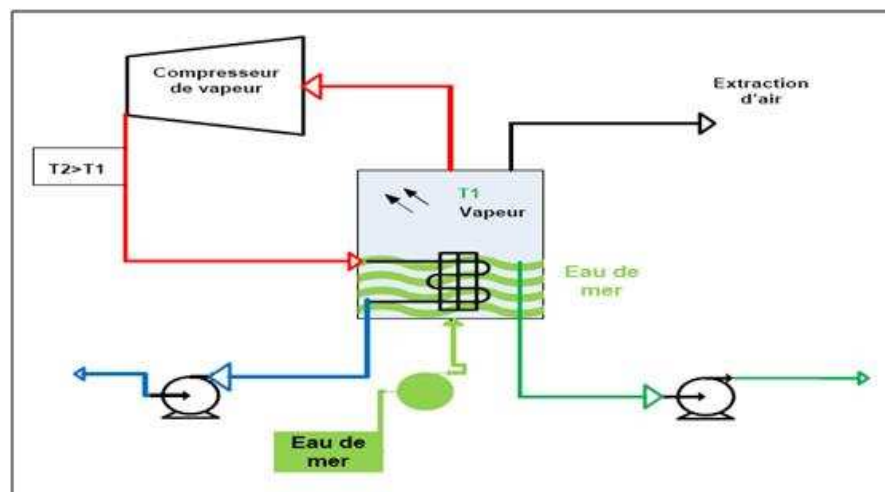 Compresseur
de vapeur
Extraction
d'air
T2>T1
T1
Vapeur
Eau de
mer
Eau de
mer